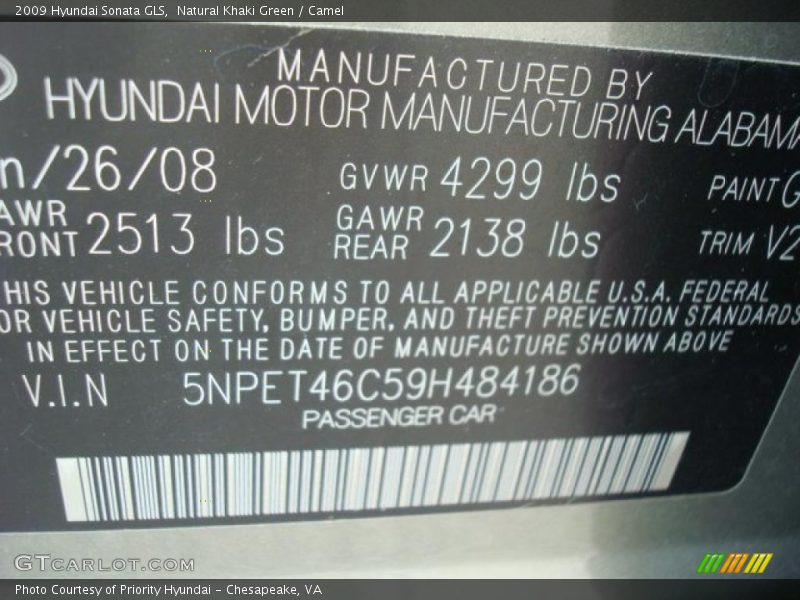 2009 Hyundai Sonata GLS, Natural Khaki Green / Camel
MANUFACTURED BY
HYUNDAI MOTOR MANUFACTURING ALABAMA
n/26/08 GVWR 4299 lbs PAINT G
AWR FRONT 2513 lbs GAWR REAR 2138 lbs TRIM V2
HIS VEHICLE CONFORMS TO ALL APPLICABLE U.S.A. FEDERAL
OR VEHICLE SAFETY, BUMPER, AND THEFT PREVENTION STANDARDS
IN EFFECT ON THE DATE OF MANUFACTURE SHOWN ABOVE
V.I.N 5NPET46C59H484186
PASSENGER CAR
GTCARLOT.COM
Photo Courtesy of Priority Hyundai - Chesapeake, VA